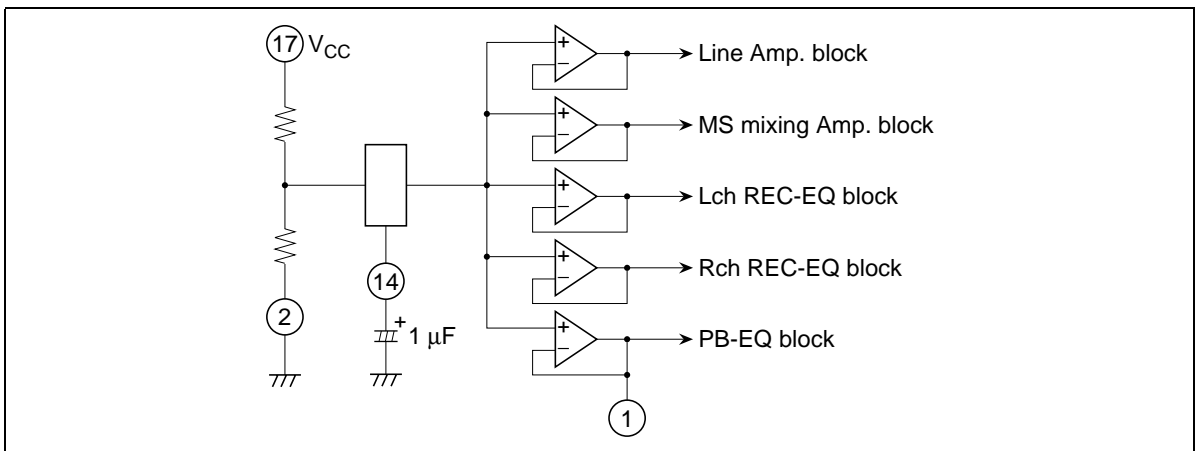 17 VCC
+
−
Line Amp. block
+
−
MS mixing Amp. block
+
−
Lch REC-EQ block
+
−
Rch REC-EQ block
14
2
+
1 μF
+
−
PB-EQ block
1